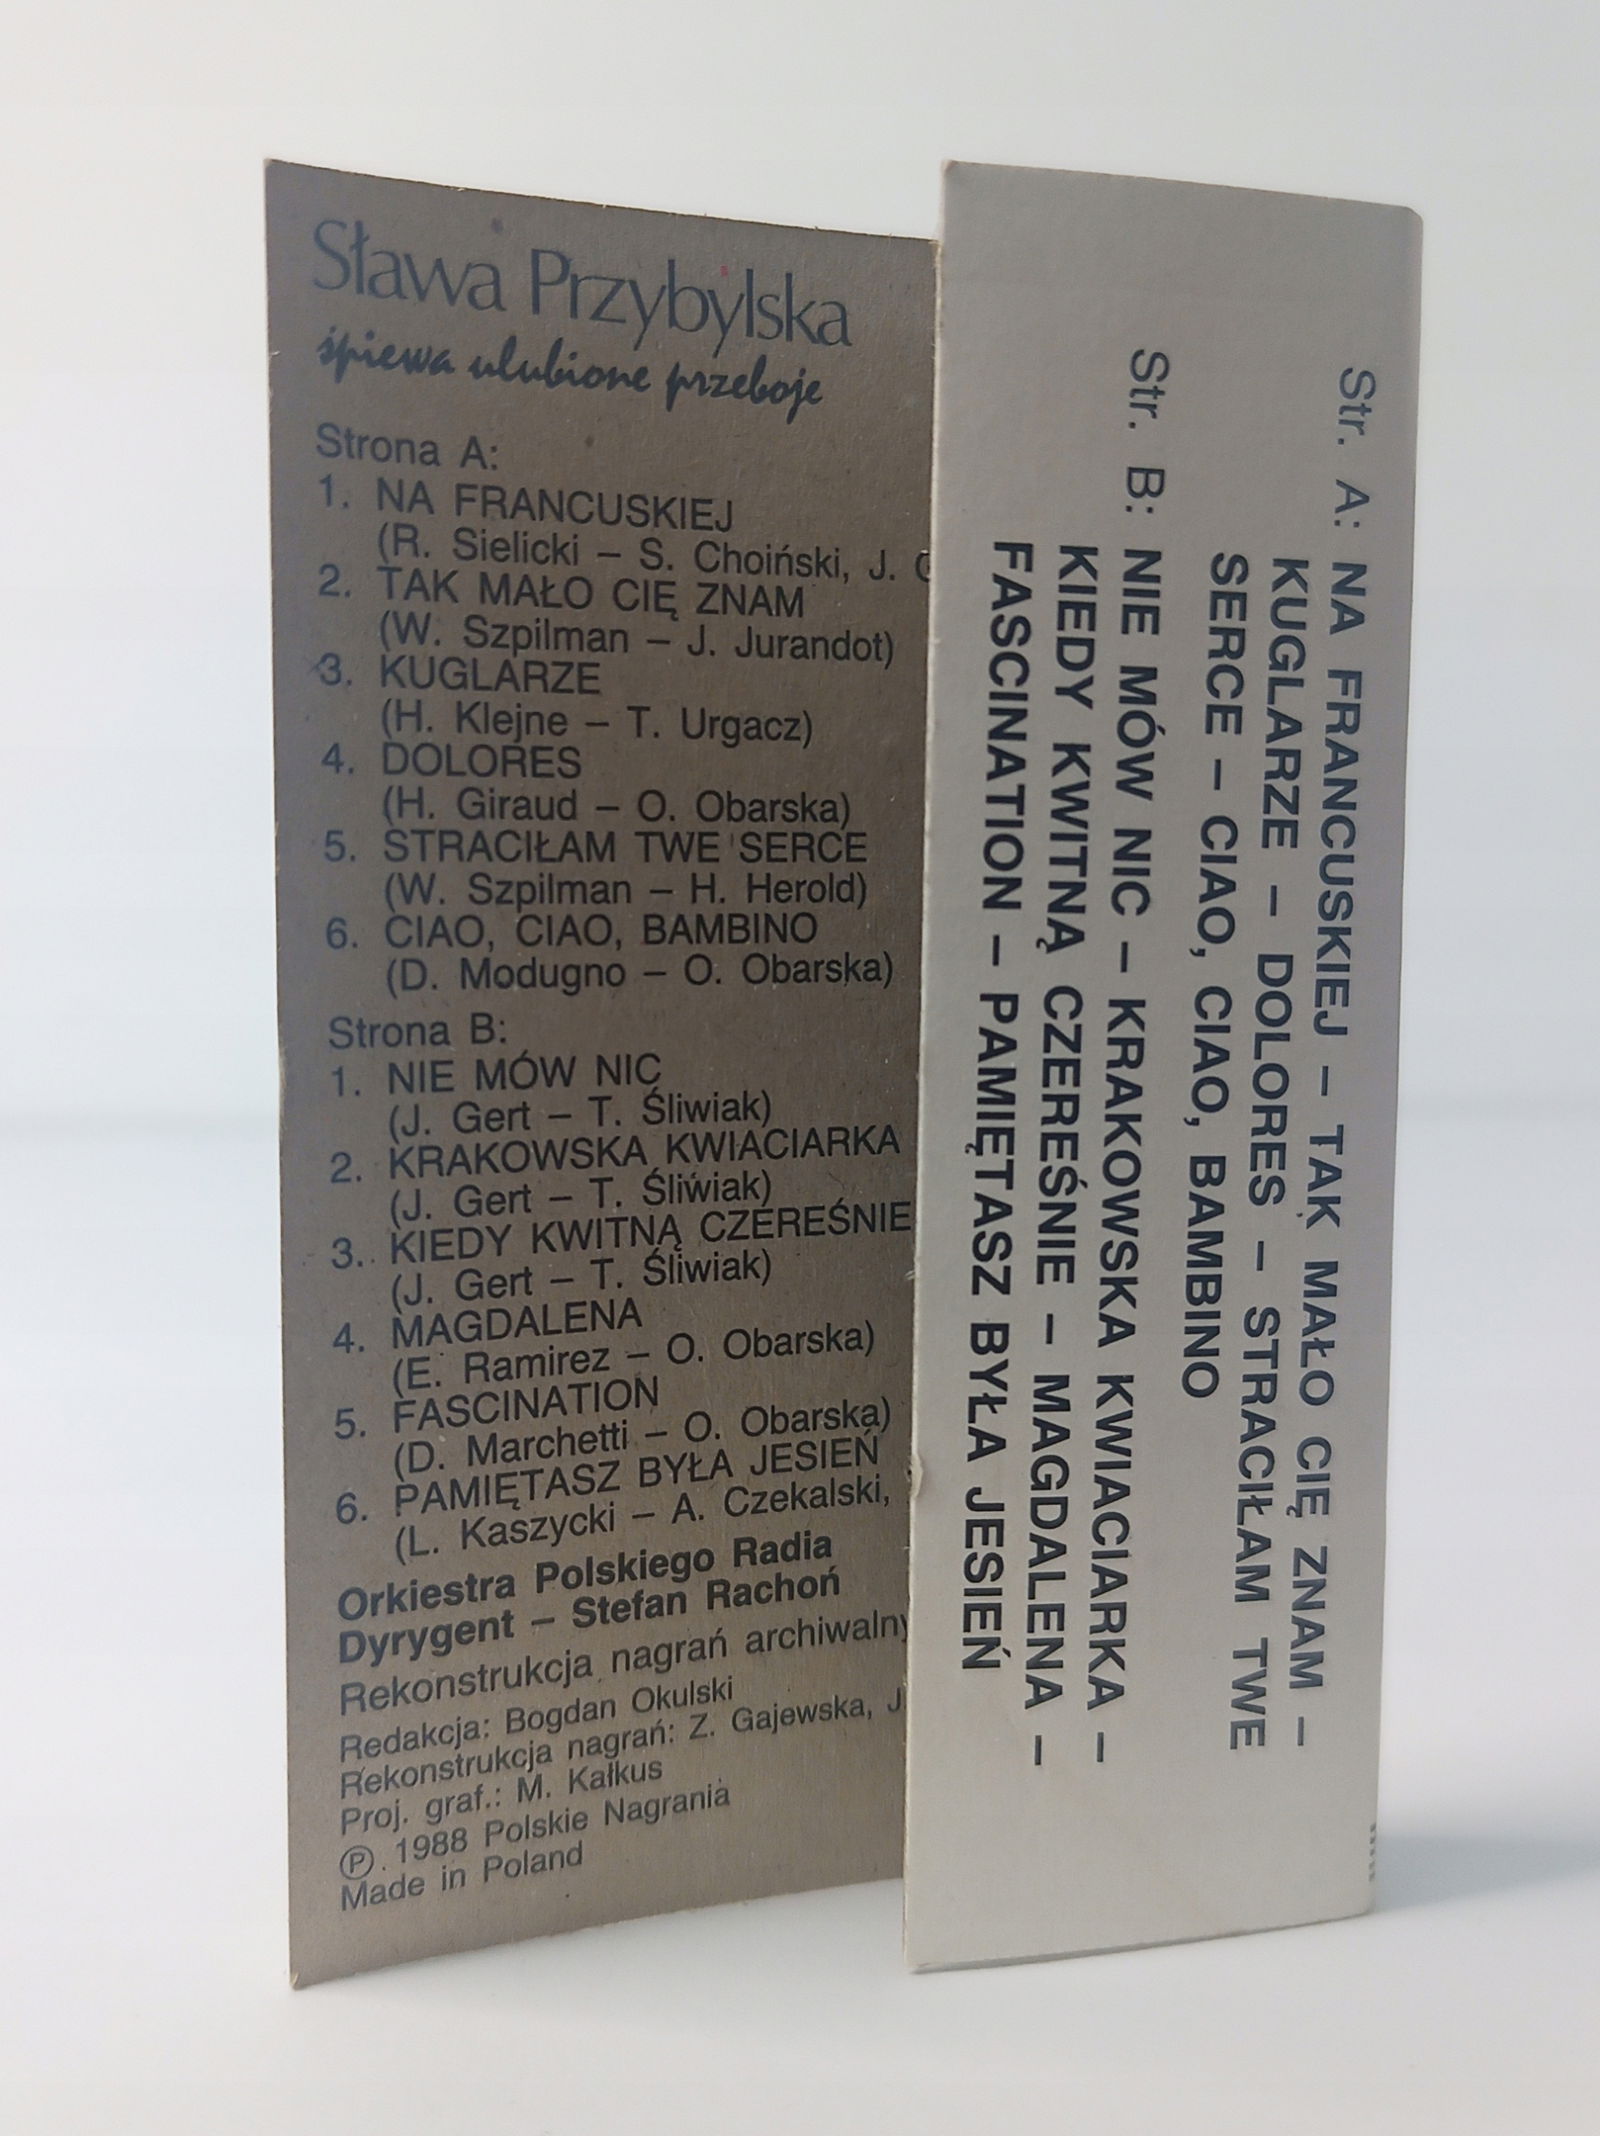 Sława Przybylska
śpiewa ulubione przeboje
Strona A:
1. NA FRANCUSKIEJ
(R. Sielicki – S. Choiński, J.
2. TAK MAŁO CIĘ ZNAM
(W. Szpilman – J. Jurandot)
3. KUGLARZE
(H. Klejne – T. Urgacz)
4. DOLORES
(H. Giraud – O. Obarska)
5. STRACIŁAM TWE SERCE
(W. Szpilman – H. Herold)
6. CIAO, CIAO, BAMBINO
(D. Modugno – O. Obarska)
Strona B:
1. NIE MÓW NIC
(J. Gert – T. Śliwiak)
2. KRAKOWSKA KWIACIARKA
(J. Gert – T. Śliwiak)
3. KIEDY KWITNĄ CZEREŚNIE
(J. Gert – T. Śliwiak)
4. MAGDALENA
(E. Ramirez – O. Obarska)
5. FASCINATION
(D. Marchetti – O. Obarska)
6. PAMIĘTASZ BYŁA JESIEŃ
(L. Kaszycki – A. Czekalski,
Orkiestra Polskiego Radia
Dyrygent – Stefan Rachoń
Rekonstrukcja nagrań archiwalny
Redakcja: Bogdan Okulski
Rekonstrukcja nagrań: Z. Gajewska, J
Proj. graf.: M. Kałkus
Ⓟ. 1988 Polskie Nagrania
Made in Poland
Str. A: NA FRANCUSKIEJ – TAK MAŁO CIĘ ZNAM –
KUGLARZE – DOLORES – STRACIŁAM TWE
SERCE – CIAO, CIAO, BAMBINO
Str. B: NIE MÓW NIC – KRAKOWSKA KWIACIARKA –
KIEDY KWITNĄ CZEREŚNIE – MAGDALENA –
FASCINATION – PAMIĘTASZ BYŁA JESIEŃ